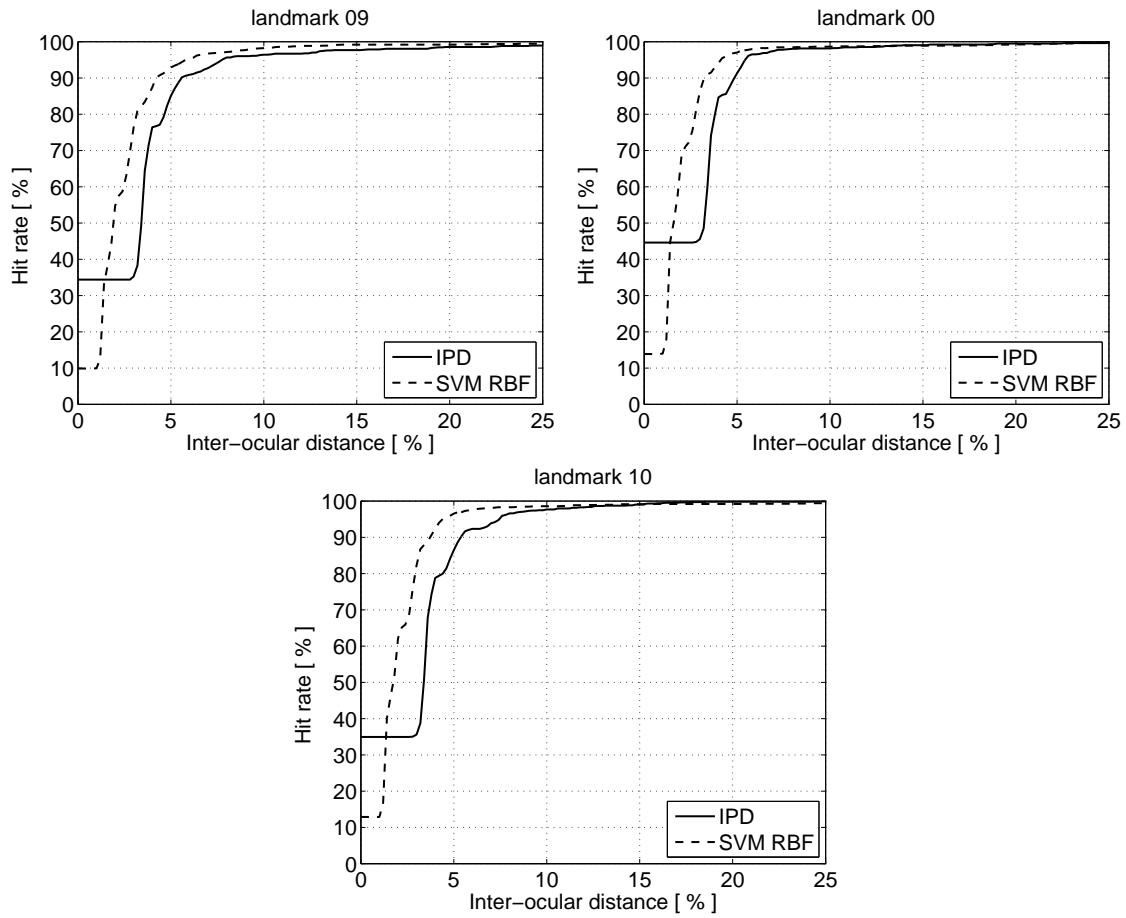 landmark 09
100
90
80
70
60
50
40
30
20
10
0
Hit rate [ % ]
IPD
SVM RBF
0 5 10 15 20 25
Inter−ocular distance [ % ]
landmark 00
100
90
80
70
60
50
40
30
20
10
0
Hit rate [ % ]
IPD
SVM RBF
0 5 10 15 20 25
Inter−ocular distance [ % ]
landmark 10
100
90
80
70
60
50
40
30
20
10
0
Hit rate [ % ]
IPD
SVM RBF
0 5 10 15 20 25
Inter−ocular distance [ % ]